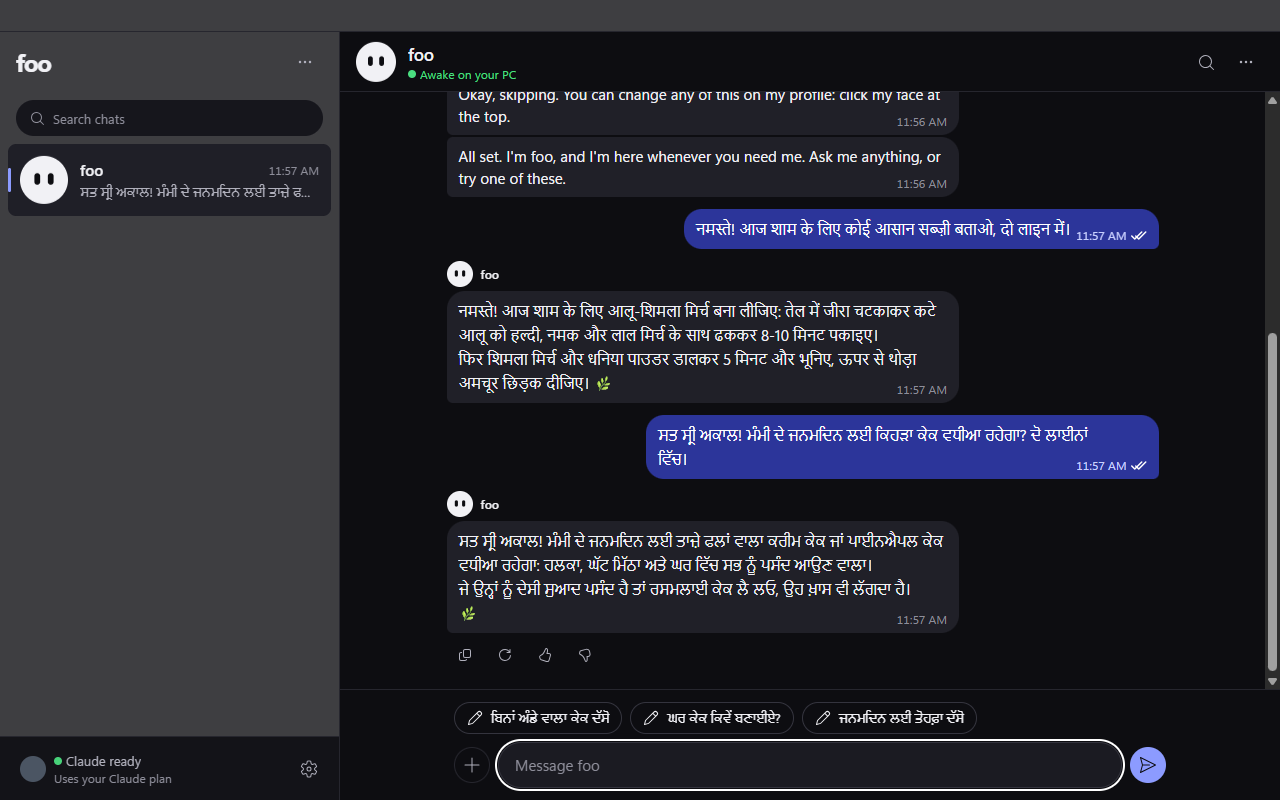 foo
Search chats
foo
11:57 AM
ਸਤ ਸ੍ਰੀ ਅਕਾਲ! ਮੰਮੀ ਦੇ ਜਨਮਦਿਨ ਲਈ ਤਾਜ਼ੇ ਫ...
Claude ready
Uses your Claude plan
foo
Awake on your PC
Okay, skipping. You can change any of this on my profile: click my face at
the top.
11:56 AM
All set. I'm foo, and I'm here whenever you need me. Ask me anything, or
try one of these.
11:56 AM
नमस्ते! आज शाम के लिए कोई आसान सब्ज़ी बताओ, दो लाइन में।
11:57 AM
foo
नमस्ते! आज शाम के लिए आलू-शिमला मिर्च बना लीजिए: तेल में जीरा चटकाकर कटे
आलू को हल्दी, नमक और लाल मिर्च के साथ ढककर 8-10 मिनट पकाइए।
फिर शिमला मिर्च और धनिया पाउडर डालकर 5 मिनट और भूनिए, ऊपर से थोड़ा
अमचूर छिड़क दीजिए। 🌿
11:57 AM
ਸਤ ਸ੍ਰੀ ਅਕਾਲ! ਮੰਮੀ ਦੇ ਜਨਮਦਿਨ ਲਈ ਕਿਹੜਾ ਕੇਕ ਵਧੀਆ ਰਹੇਗਾ? ਦੋ ਲਾਈਨਾਂ
ਵਿੱਚ।
11:57 AM
foo
ਸਤ ਸ੍ਰੀ ਅਕਾਲ! ਮੰਮੀ ਦੇ ਜਨਮਦਿਨ ਲਈ ਤਾਜ਼ੇ ਫਲਾਂ ਵਾਲਾ ਕਰੀਮ ਕੇਕ ਜਾਂ ਪਾਈਨਐਪਲ ਕੇਕ
ਵਧੀਆ ਰਹੇਗਾ: ਹਲਕਾ, ਘੱਟ ਮਿੱਠਾ ਅਤੇ ਘਰ ਵਿੱਚ ਸਭ ਨੂੰ ਪਸੰਦ ਆਉਣ ਵਾਲਾ।
ਜੇ ਉਨ੍ਹਾਂ ਨੂੰ ਦੇਸੀ ਸੁਆਦ ਪਸੰਦ ਹੈ ਤਾਂ ਰਸਮਲਾਈ ਕੇਕ ਲੈ ਲਓ, ਉਹ ਖ਼ਾਸ ਵੀ ਲੱਗਦਾ ਹੈ।
🌿
11:57 AM
ਬਿਨਾਂ ਅੰਡੇ ਵਾਲਾ ਕੇਕ ਦੱਸੋ
ਘਰ ਕੇਕ ਕਿਵੇਂ ਬਣਾਈਏ?
ਜਨਮਦਿਨ ਲਈ ਤੋਹਫ਼ਾ ਦੱਸੋ
Message foo